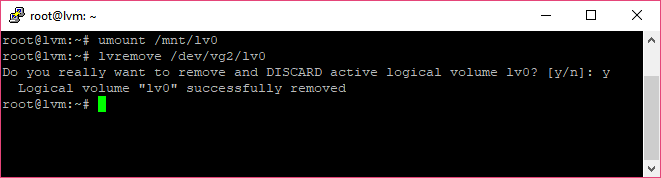 root@lvm: ~
root@lvm:~# umount /mnt/lv0
root@lvm:~# lvremove /dev/vg2/lv0
Do you really want to remove and DISCARD active logical volume lv0? [y/n]: y
  Logical volume "lv0" successfully removed
root@lvm:~#